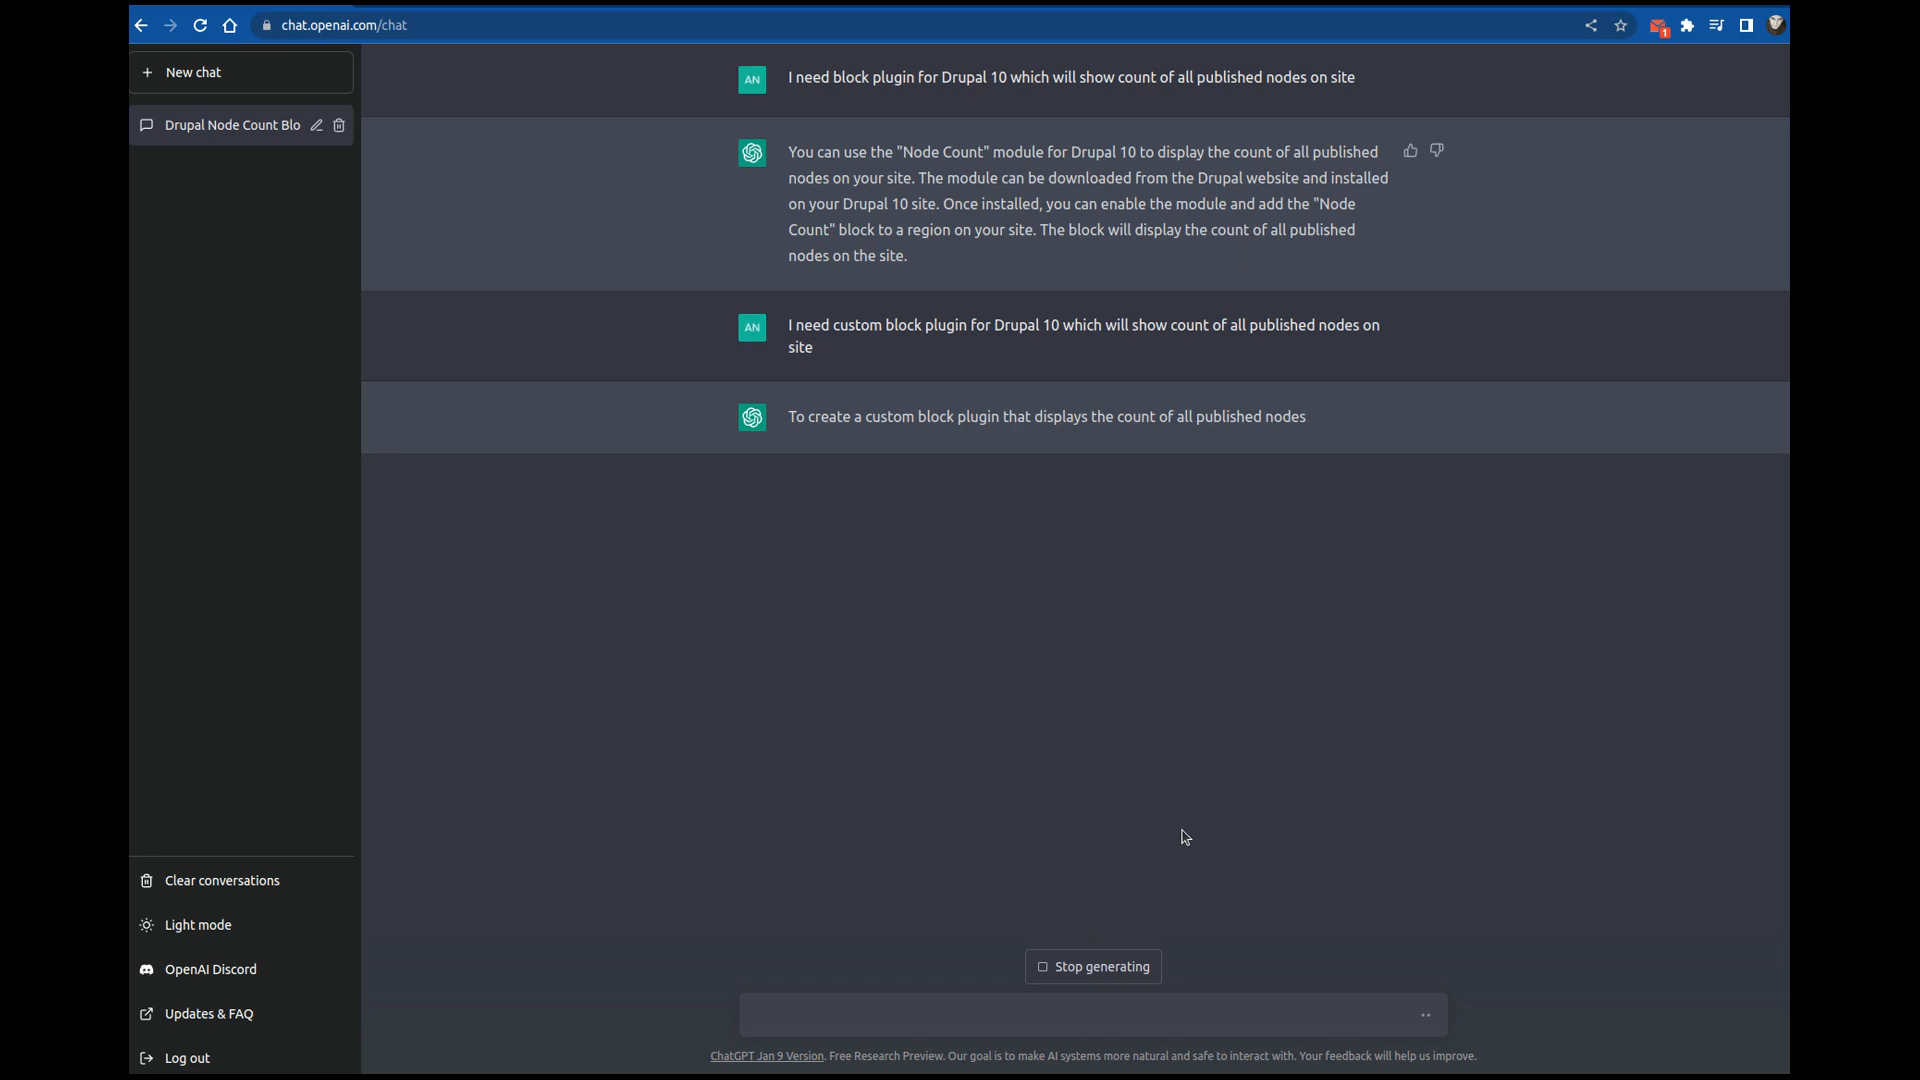 chat.openai.com/chat
1
New chat
Drupal Node Count Blo
AN
I need block plugin for Drupal 10 which will show count of all published nodes on site
You can use the "Node Count" module for Drupal 10 to display the count of all published
nodes on your site. The module can be downloaded from the Drupal website and installed
on your Drupal 10 site. Once installed, you can enable the module and add the "Node
Count" block to a region on your site. The block will display the count of all published
nodes on the site.
AN
I need custom block plugin for Drupal 10 which will show count of all published nodes on
site
To create a custom block plugin that displays the count of all published nodes
Clear conversations
Light mode
OpenAI Discord
Updates & FAQ
Log out
Stop generating
ChatGPT Jan 9 Version. Free Research Preview. Our goal is to make AI systems more natural and safe to interact with. Your feedback will help us improve.